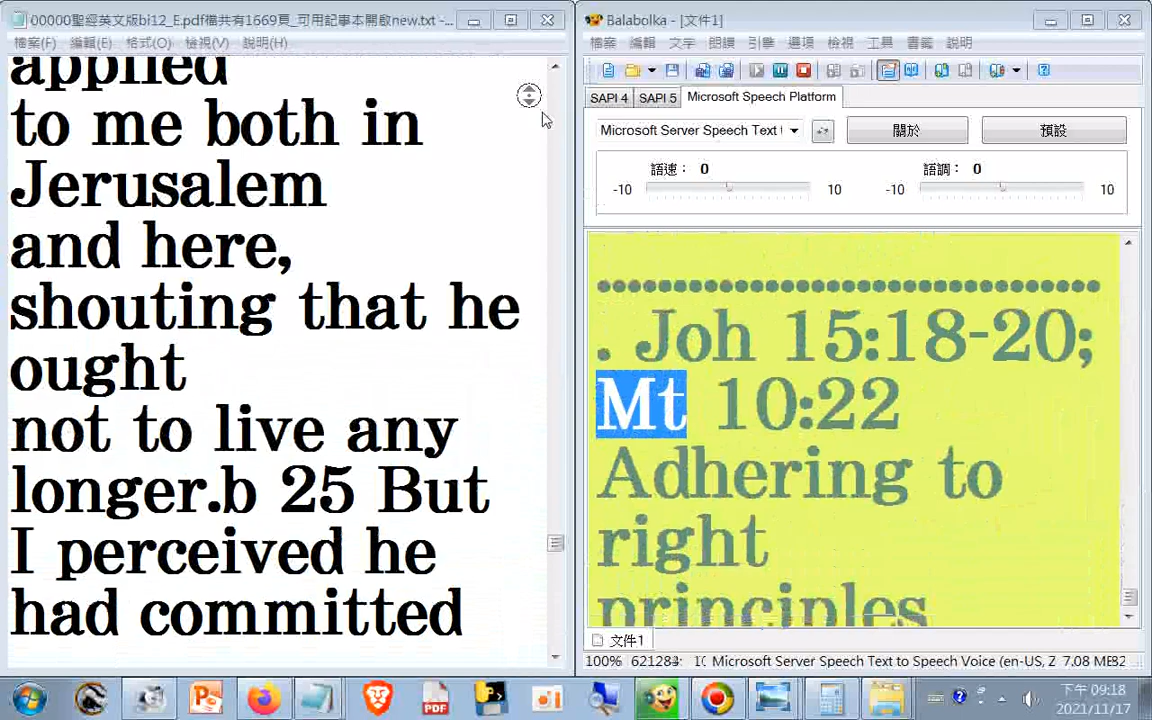 00000聖經英文版bi12_E.pdf檔共有1669頁_可用記事本開啟new.txt -...
檔案(F) 編輯(E) 格式(O) 檢視(V) 說明(H)
applied
to me both in
Jerusalem
and here,
shouting that he
ought
not to live any
longer.b 25 But
I perceived he
had committed
Balabolka - [文件1]
檔案 編輯 文字 朗讀 引擎 選項 檢視 工具 書籤 說明
SAPI 4 SAPI 5 Microsoft Speech Platform
Microsoft Server Speech Text 關於 預設
語速： 0 語調： 0
-10 10 -10 10
. Joh 15:18-20;
Mt 10:22
Adhering to
right
principles
文件1
100% Microsoft Server Speech Text to Speech Voice (en-US, Z 7.08 MB
下午 09:18
2021/11/17